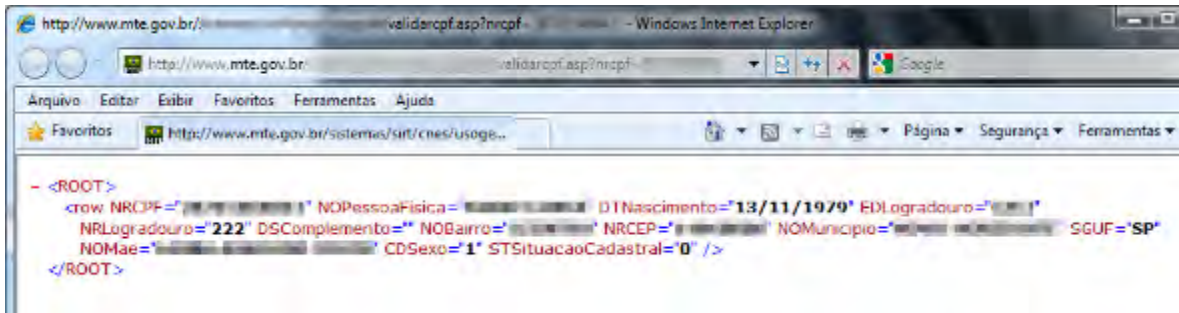 http://www.mte.gov.br/ validarcpf.asp?nrcpf= - Windows Internet Explorer
http://www.mte.gov.br validarcpf.asp?nrcpf= Google
Arquivo Editar Exibir Favoritos Ferramentas Ajuda
Favoritos http://www.mte.gov.br/sistemas/sirt/cnes/usoge... Página Segurança Ferramentas
- <ROOT>
<row NRCPF=" " NOPessoaFisica=" DTNascimento="13/11/1979" EDLogradouro=" "
NRLogradouro="222" DSComplemento="" NOBairro=" " NRCEP=" " NOMunicipio=" SGUF="SP"
NOMae=" " CDSexo="1" STSituacaoCadastral="0" />
</ROOT>